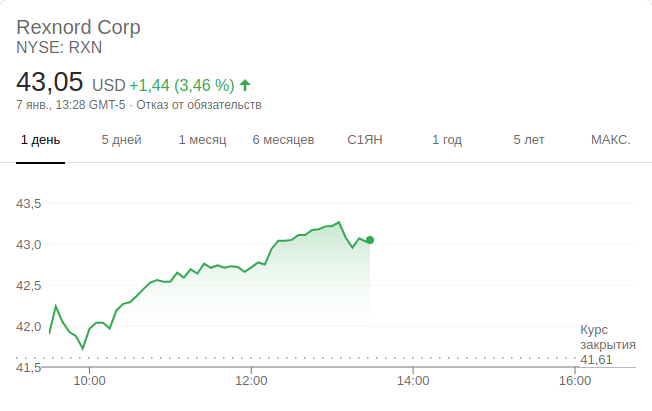 Rexnord Corp
NYSE: RXN
43,05 USD +1,44 (3,46 %)
7 янв., 13:28 GMT-5 · Отказ от обязательств
1 день 5 дней 1 месяц 6 месяцев С1ЯН 1 год 5 лет МАКС.
43,5
43,0
42,5
42,0
41,5
Курс
закрытия
41,61
10:00 12:00 14:00 16:00